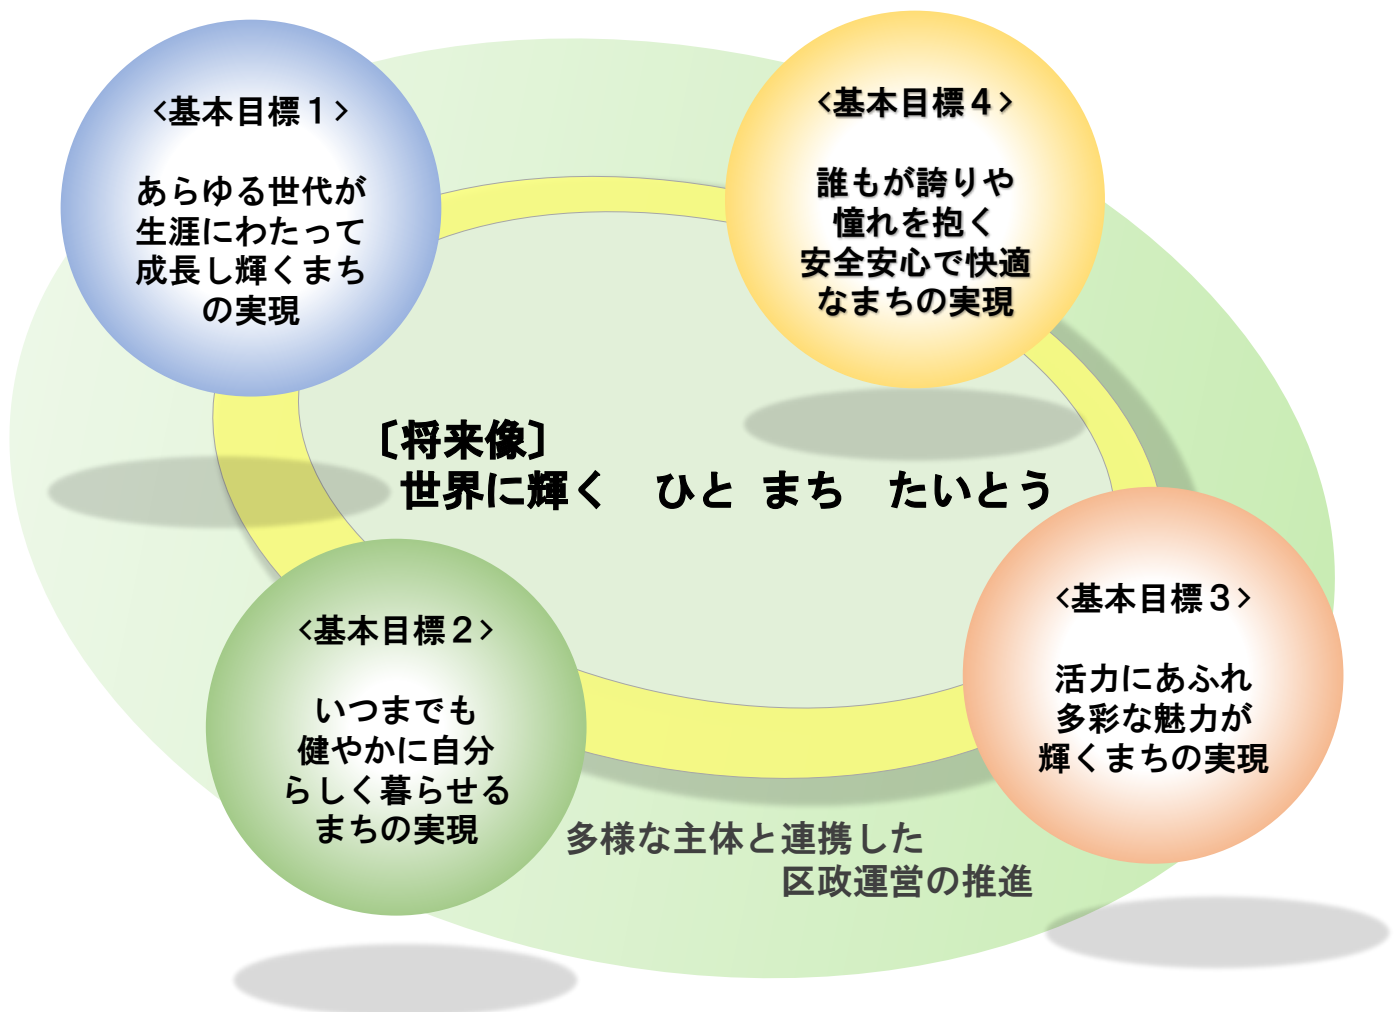 <基本目標１>
あらゆる世代が
生涯にわたって
成長し輝くまち
の実現
<基本目標４>
誰もが誇りや
憧れを抱く
安全安心で快適
なまちの実現
〔将来像〕
世界に輝く　ひと まち　たいとう
<基本目標２>
いつまでも
健やかに自分
らしく暮らせる
まちの実現
<基本目標３>
活力にあふれ
多彩な魅力が
輝くまちの実現
多様な主体と連携した
区政運営の推進